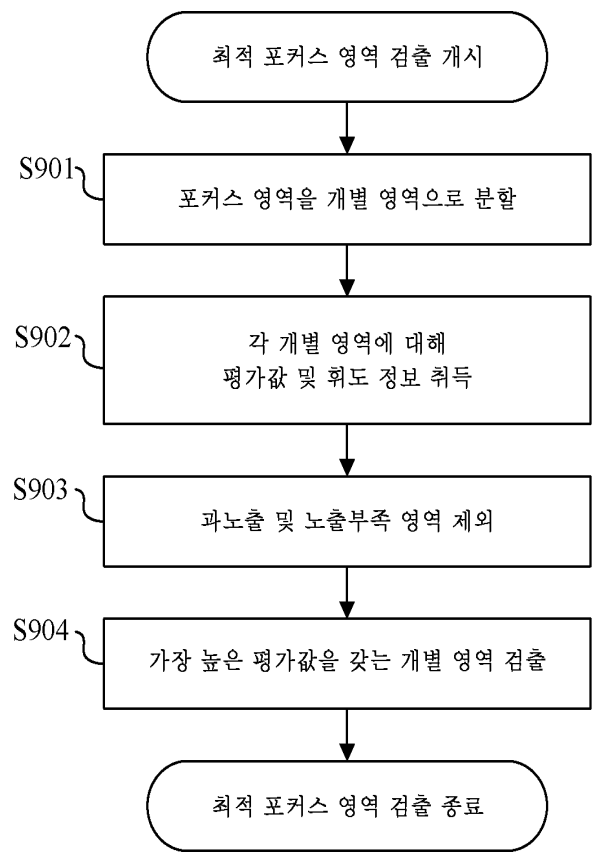 최적 포커스 영역 검출 개시
S901
포커스 영역을 개별 영역으로 분할
S902
각 개별 영역에 대해
평가값 및 휘도 정보 취득
S903
과노출 및 노출부족 영역 제외
S904
가장 높은 평가값을 갖는 개별 영역 검출
최적 포커스 영역 검출 종료